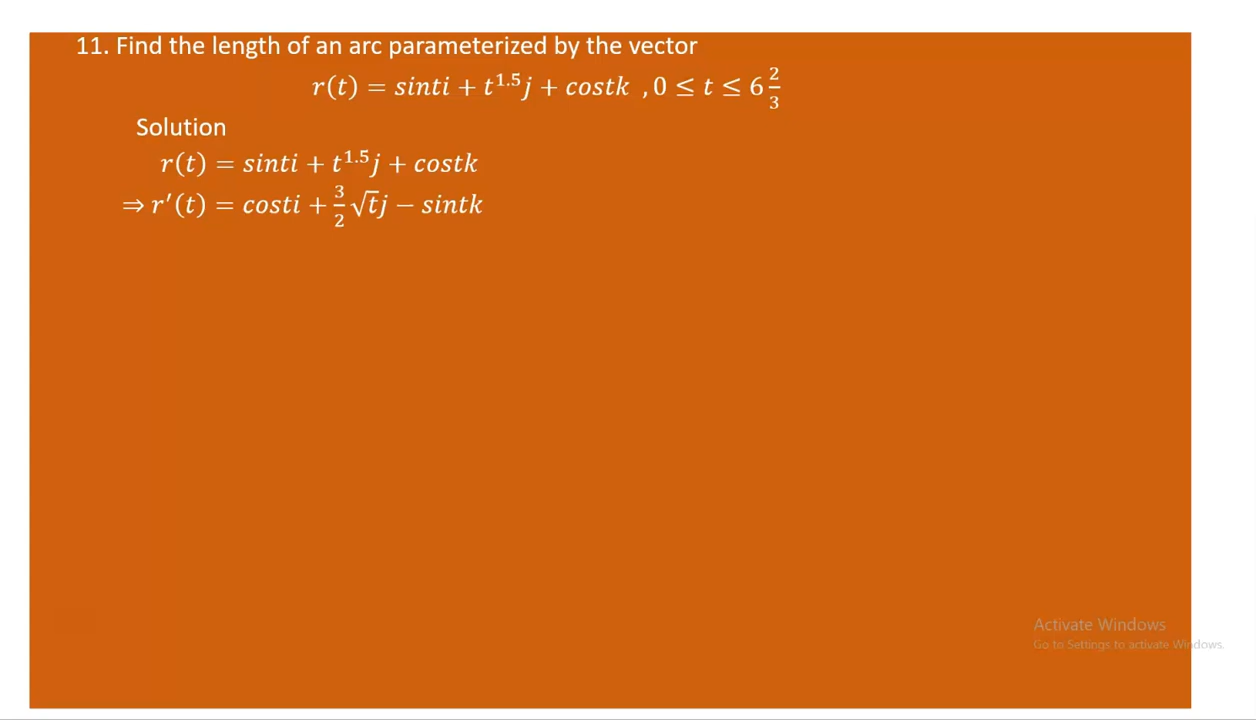 11. Find the length of an arc parameterized by the vector
r(t) = sinti + t^1.5 j + costk , 0 ≤ t ≤ 6 2/3
Solution
r(t) = sinti + t^1.5 j + costk
⇒ r′(t) = costi + 3/2 √t j − sintk
Activate Windows
Go to Settings to activate Windows.